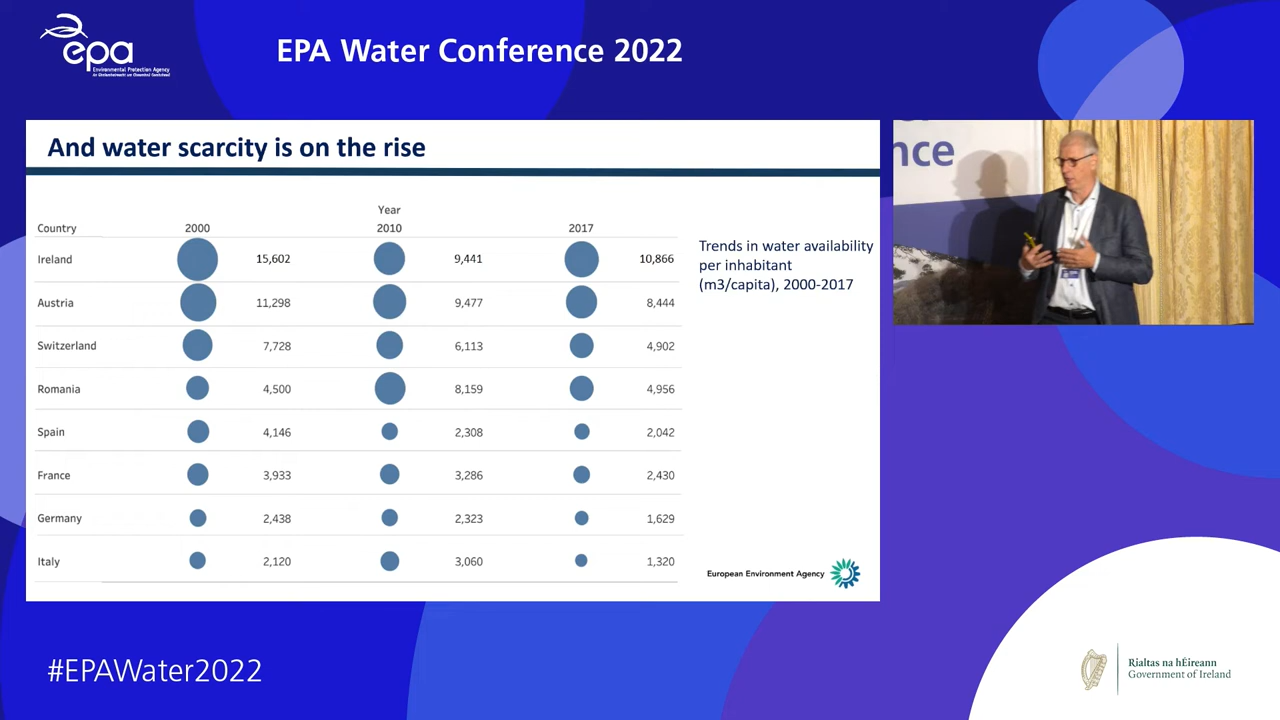 epa
Environmental Protection Agency
EPA Water Conference 2022
And water scarcity is on the rise
Year
Country 2000 2010 2017
Ireland 15,602 9,441 10,866
Austria 11,298 9,477 8,444
Switzerland 7,728 6,113 4,902
Romania 4,500 8,159 4,956
Spain 4,146 2,308 2,042
France 3,933 3,286 2,430
Germany 2,438 2,323 1,629
Italy 2,120 3,060 1,320
Trends in water availability
per inhabitant
(m3/capita), 2000-2017
European Environment Agency
nce
#EPAWater2022
Rialtas na hÉireann
Government of Ireland